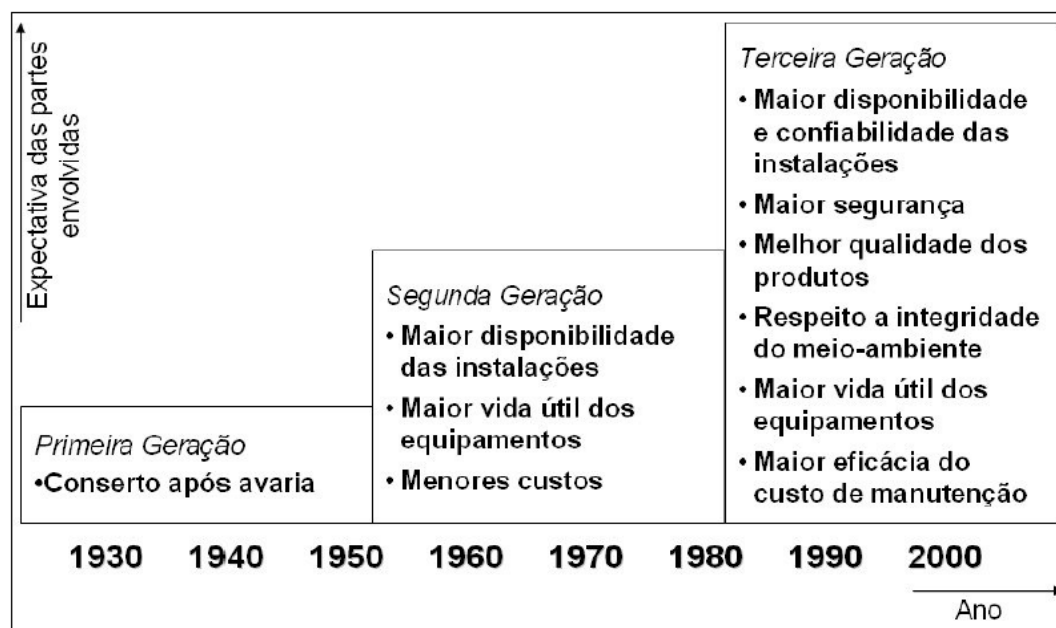 Expectativa das partes
envolvidas
Primeira Geração
•Conserto após avaria
Segunda Geração
• Maior disponibilidade
das instalações
• Maior vida útil dos
equipamentos
• Menores custos
Terceira Geração
• Maior disponibilidade
e confiabilidade das
instalações
• Maior segurança
• Melhor qualidade dos
produtos
• Respeito a integridade
do meio-ambiente
• Maior vida útil dos
equipamentos
• Maior eficácia do
custo de manutenção
1930 1940 1950 1960 1970 1980 1990 2000
Ano